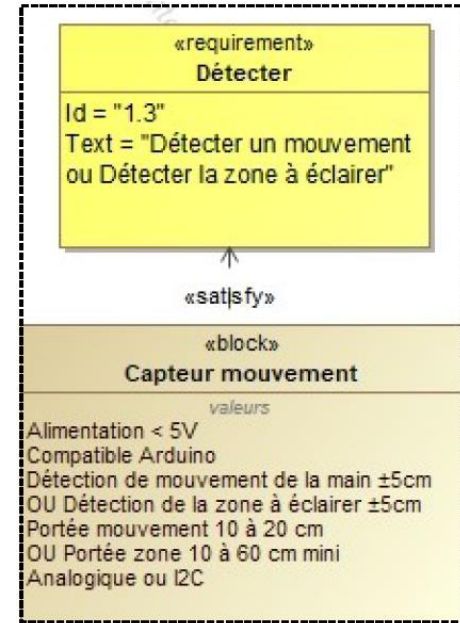 «requirement»
Détecter
Id = "1.3"
Text = "Détecter un mouvement
ou Détecter la zone à éclairer"
«satisfy»
«block»
Capteur mouvement
valeurs
Alimentation < 5V
Compatible Arduino
Détection de mouvement de la main ±5cm
OU Détection de la zone à éclairer ±5cm
Portée mouvement 10 à 20 cm
OU Portée zone 10 à 60 cm mini
Analogique ou I2C